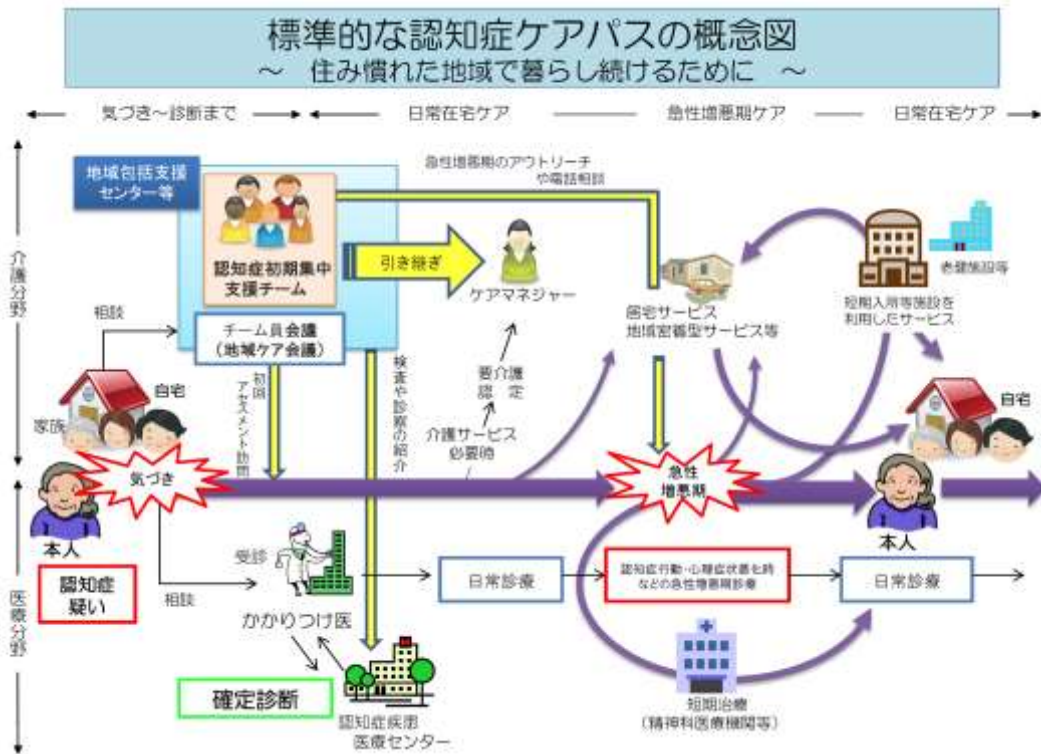 標準的な認知症ケアパスの概念図
～ 住み慣れた地域で暮らし続けるために ～
気づき～診断まで
日常在宅ケア
急性増悪期ケア
日常在宅ケア
介護分野
医療分野
地域包括支援
センター等
認知症初期集中
支援チーム
チーム員会議
（地域ケア会議）
急性増悪期のアウトリーチ
や電話相談
引き継ぎ
ケアマネジャー
居宅サービス
地域密着型サービス等
老健施設等
短期入所等施設を
利用したサービス
相談
自宅
家族
気づき
本人
認知症
疑い
初回
アセスメント訪問
検査や診察の紹介
要介護
認定
介護サービス
必要時
急性
増悪期
自宅
本人
受診
相談
かかりつけ医
確定診断
認知症疾患
医療センター
日常診療
認知症行動・心理症状悪化時
などの急性増悪期診療
日常診療
短期治療
（精神科医療機関等）